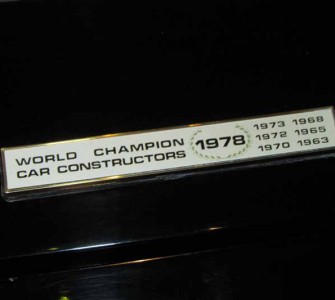 WORLD CHAMPION
CAR CONSTRUCTORS
1978
1973 1968
1972 1965
1970 1963